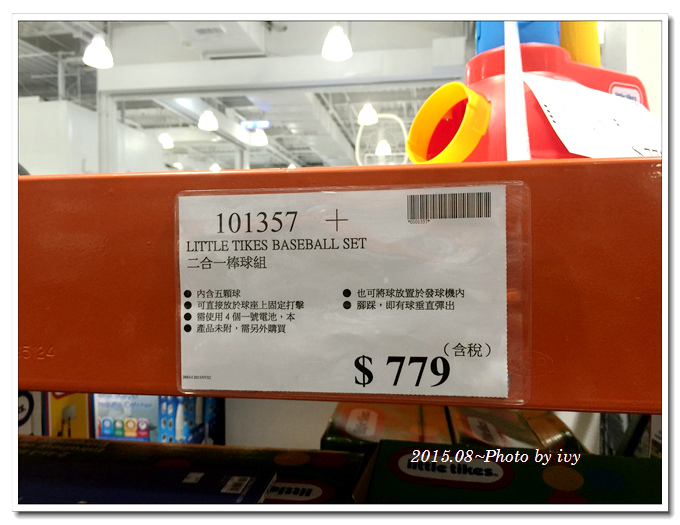 little tikes
101357 +
LITTLE TIKES BASEBALL SET
二合一棒球組
● 內含五顆球
● 可直接放於球座上固定打擊
● 需使用4個一號電池，本
● 產品未附，需另外購買
● 也可將球放置於發球機內
● 腳踩，即有球垂直彈出
(含稅)
$ 779
2015.08~Photo by ivy
little tikes
little tikes